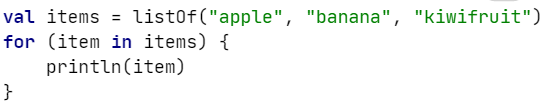 val items = listOf("apple", "banana", "kiwifruit")
for (item in items) {
    println(item)
}